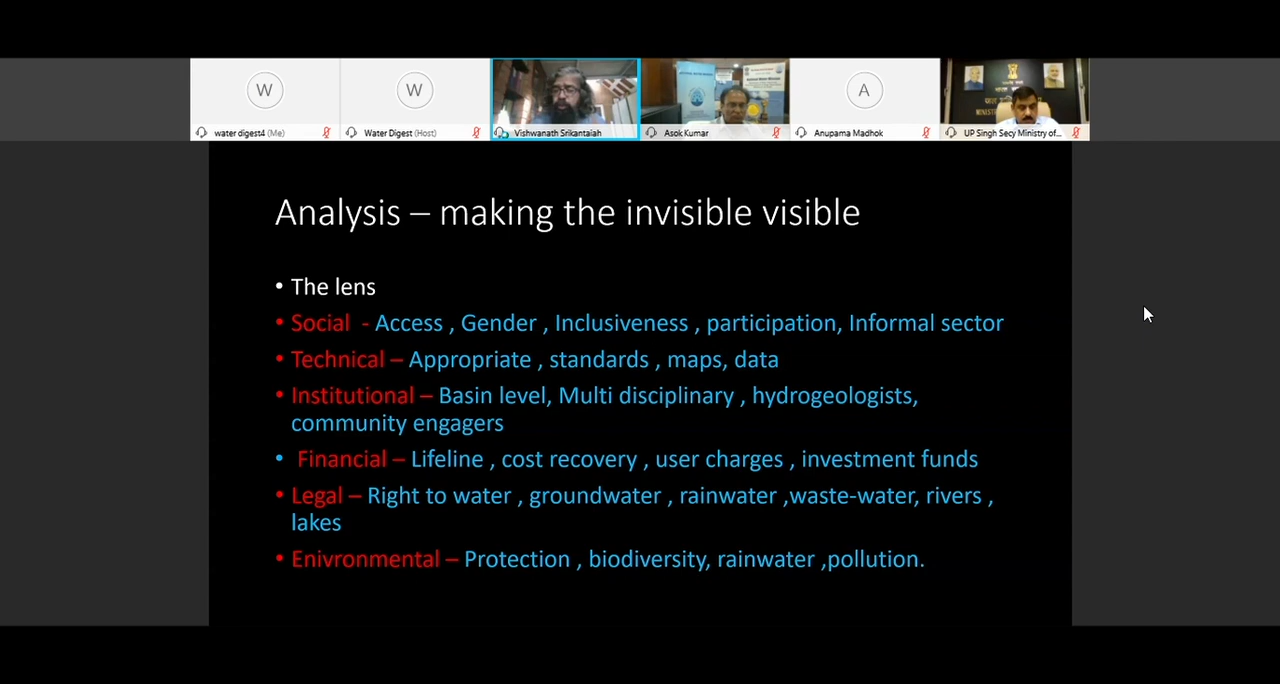 W
W
A
water digest4 (Me)
Water Digest (Host)
Vishwanath Srikantaiah
Asok Kumar
Anupama Madhok
UP Singh Secy Ministry of...
Analysis – making the invisible visible
• The lens
• Social - Access , Gender , Inclusiveness , participation, Informal sector
• Technical – Appropriate , standards , maps, data
• Institutional – Basin level, Multi disciplinary , hydrogeologists,
community engagers
• Financial – Lifeline , cost recovery , user charges , investment funds
• Legal – Right to water , groundwater , rainwater ,waste-water, rivers ,
lakes
• Enivronmental – Protection , biodiversity, rainwater ,pollution.